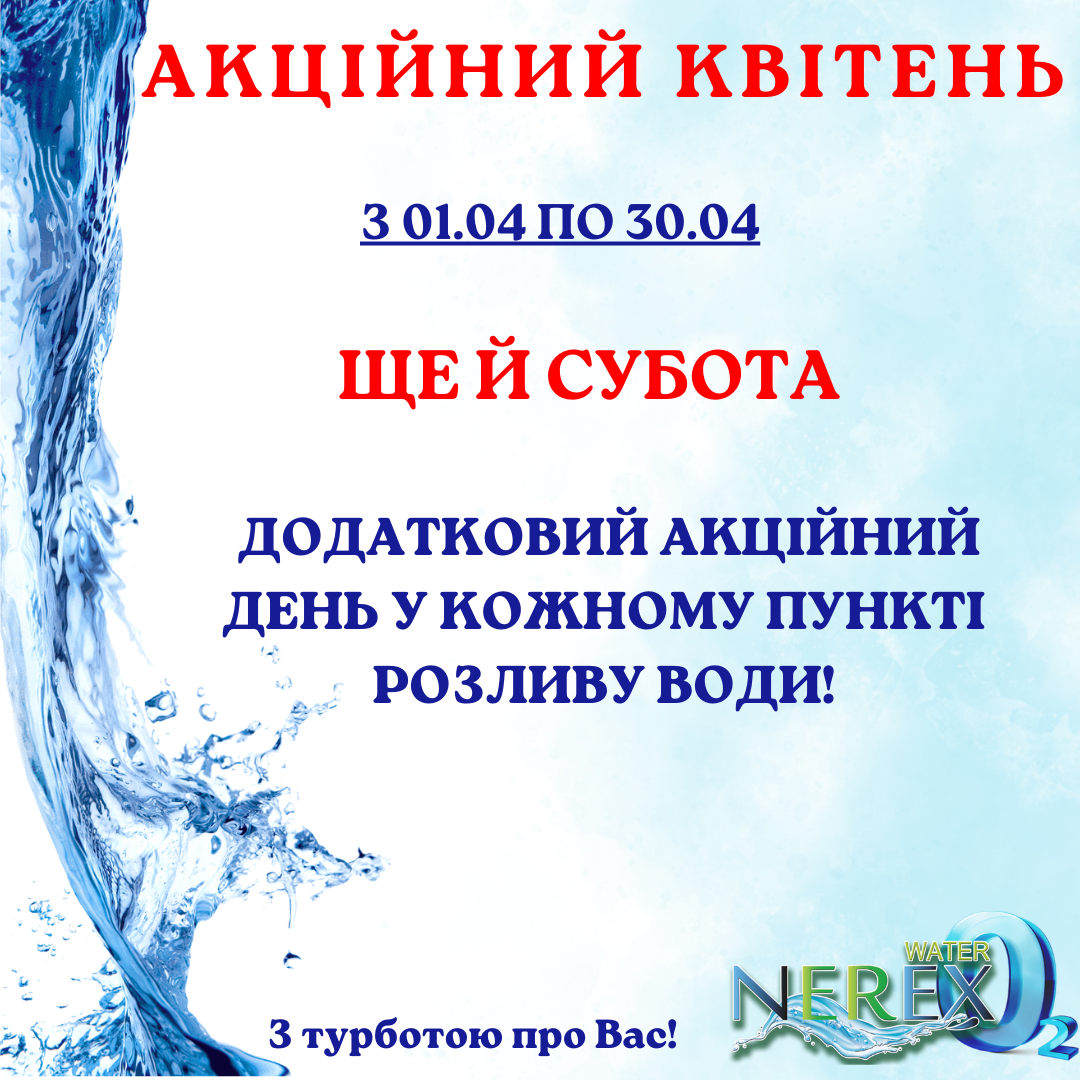 АКЦІЙНИЙ КВІТЕНЬ
З 01.04 ПО 30.04
ЩЕ Й СУБОТА
ДОДАТКОВИЙ АКЦІЙНИЙ
ДЕНЬ У КОЖНОМУ ПУНКТІ
РОЗЛИВУ ВОДИ!
WATER
NEREX O2
З турботою про Вас!